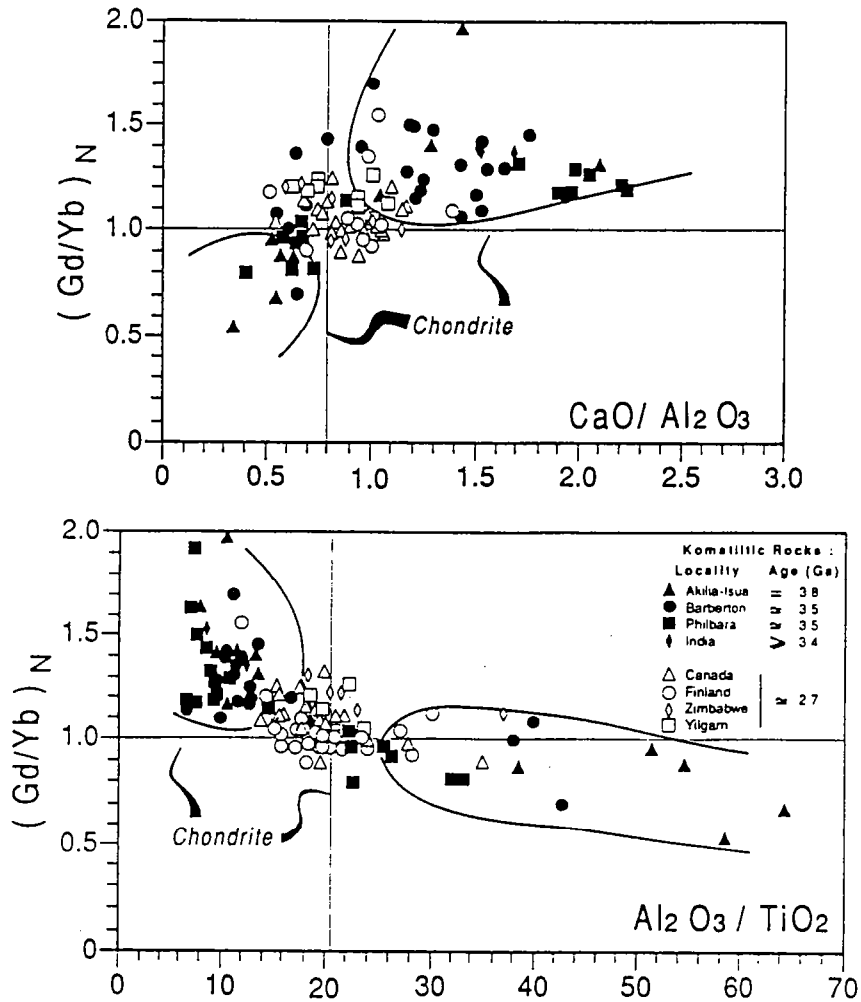 2.0
1.5
1.0
0.5
0
(Gd/Yb)N
Chondrite
CaO/Al2O3
0 0.5 1.0 1.5 2.0 2.5 3.0
2.0
1.5
1.0
0.5
0
(Gd/Yb)N
Komatiitic Rocks :
Locality Age (Ga)
Akilia-Isua = 3.8
Barberton ≃ 3.5
Philbara ≃ 3.5
India > 3.4
Canada
Finland
Zimbabwe ≃ 2.7
Yilgarn
Chondrite
Al2O3/TiO2
0 10 20 30 40 50 60 70